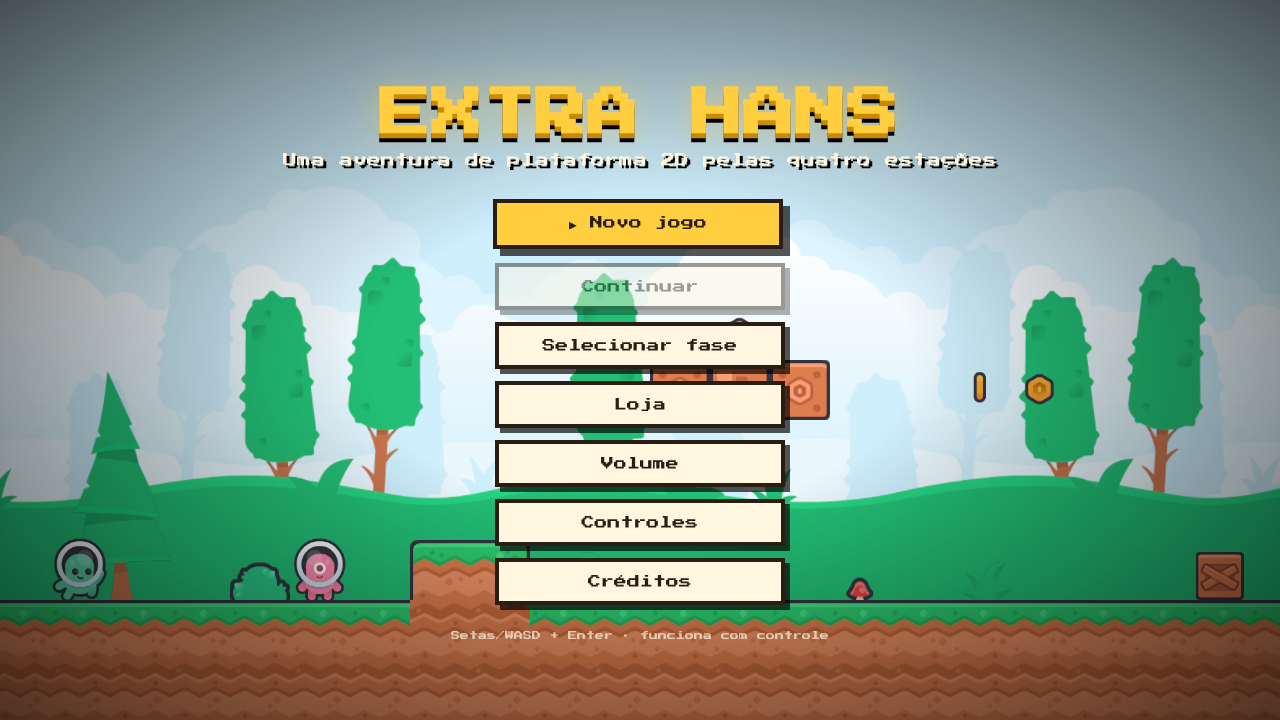 EXTRA HANS
Uma aventura de plataforma 2D pelas quatro estações
▶ Novo jogo
Continuar
Selecionar fase
Loja
Volume
Controles
Créditos
Setas/WASD + Enter · funciona com controle